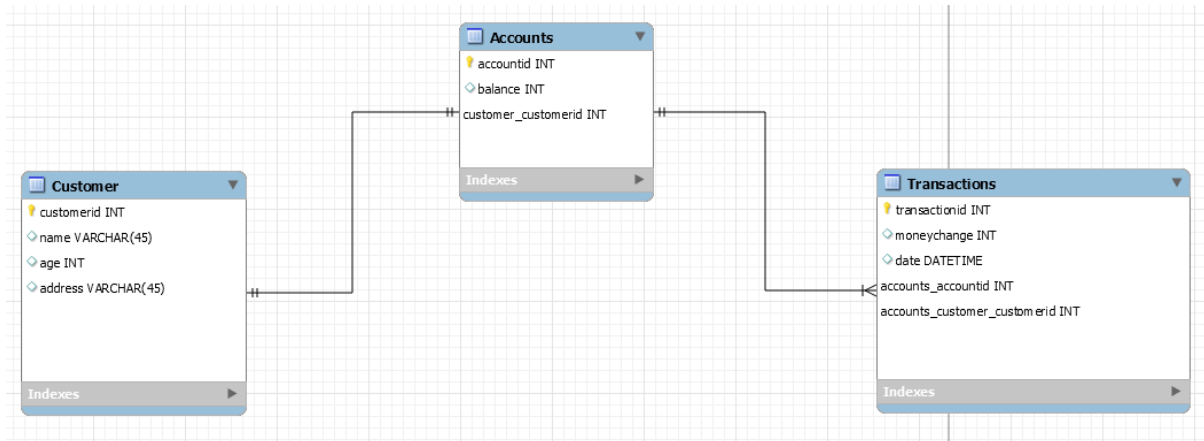 Accounts
accountid INT
balance INT
customer_customerid INT
Indexes
Customer
customerid INT
name VARCHAR(45)
age INT
address VARCHAR(45)
Indexes
Transactions
transactionid INT
moneychange INT
date DATETIME
accounts_accountid INT
accounts_customer_customerid INT
Indexes